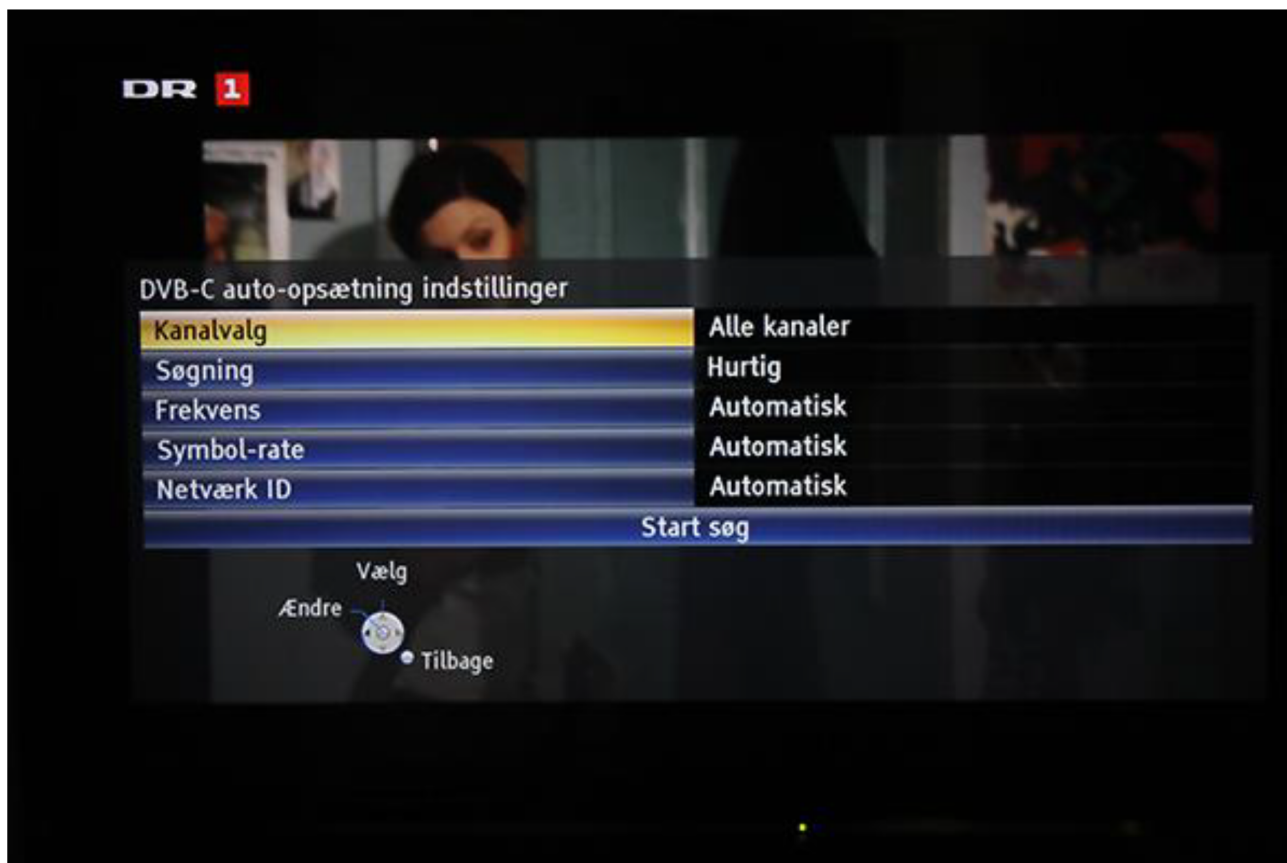 DR 1
DVB-C auto-opsætning indstillinger
Kanalvalg Alle kanaler
Søgning Hurtig
Frekvens Automatisk
Symbol-rate Automatisk
Netværk ID Automatisk
Start søg
Vælg
Ændre
Tilbage